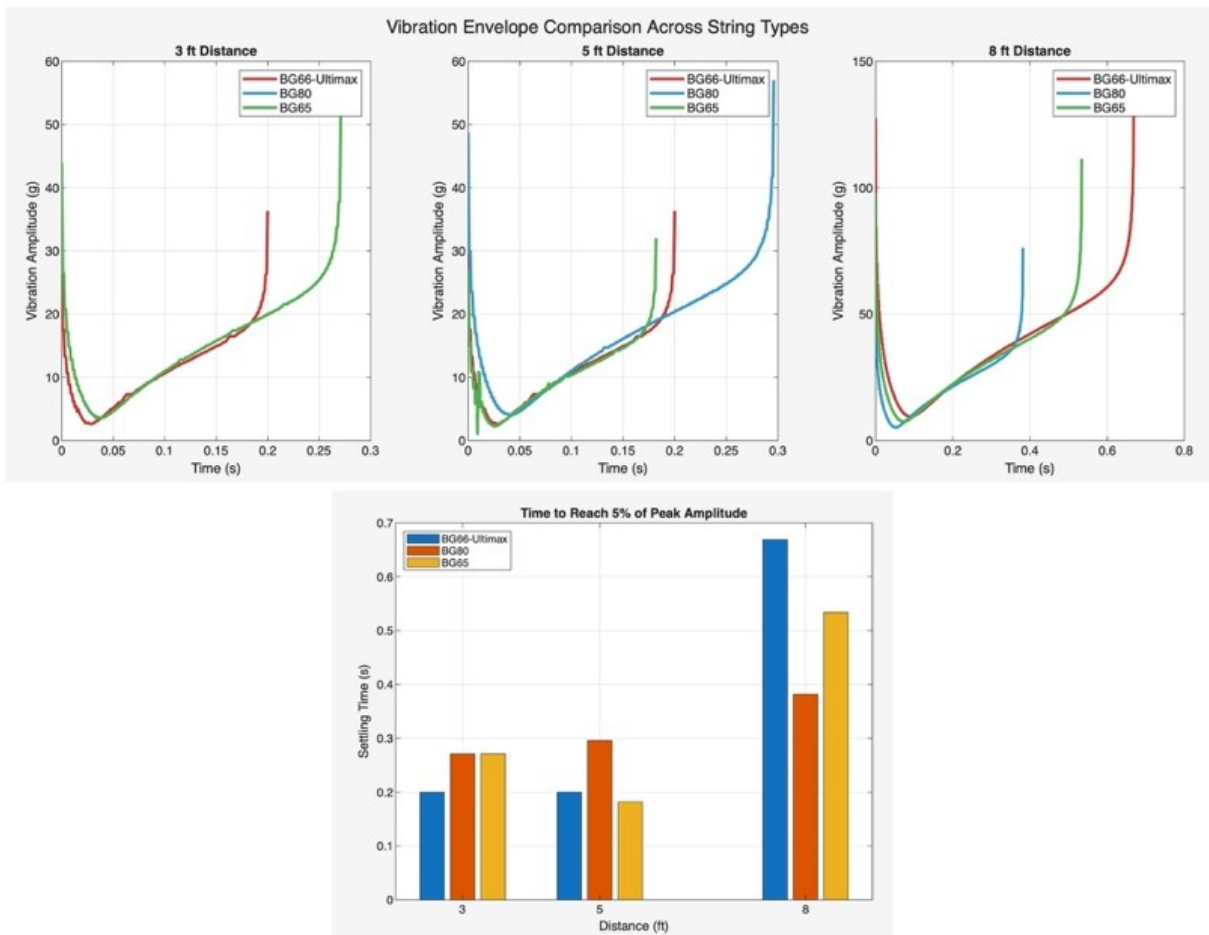 Vibration Envelope Comparison Across String Types
3 ft Distance
60
50
40
30
20
10
0
Vibration Amplitude (g)
0 0.05 0.1 0.15 0.2 0.25 0.3
Time (s)
BG66-Ultimax
BG80
BG65
5 ft Distance
60
50
40
30
20
10
0
Vibration Amplitude (g)
0 0.05 0.1 0.15 0.2 0.25 0.3
Time (s)
BG66-Ultimax
BG80
BG65
8 ft Distance
150
100
50
0
Vibration Amplitude (g)
0 0.2 0.4 0.6 0.8
Time (s)
BG66-Ultimax
BG80
BG65
Time to Reach 5% of Peak Amplitude
0.7
0.6
0.5
0.4
0.3
0.2
0.1
0
Settling Time (s)
BG66-Ultimax
BG80
BG65
3 5 8
Distance (ft)